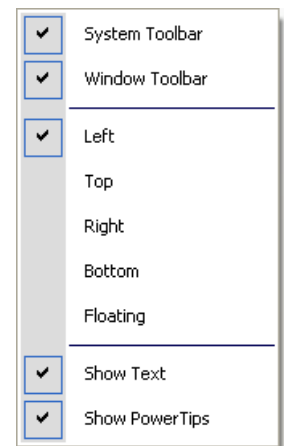 System Toolbar
Window Toolbar
Left
Top
Right
Bottom
Floating
Show Text
Show PowerTips